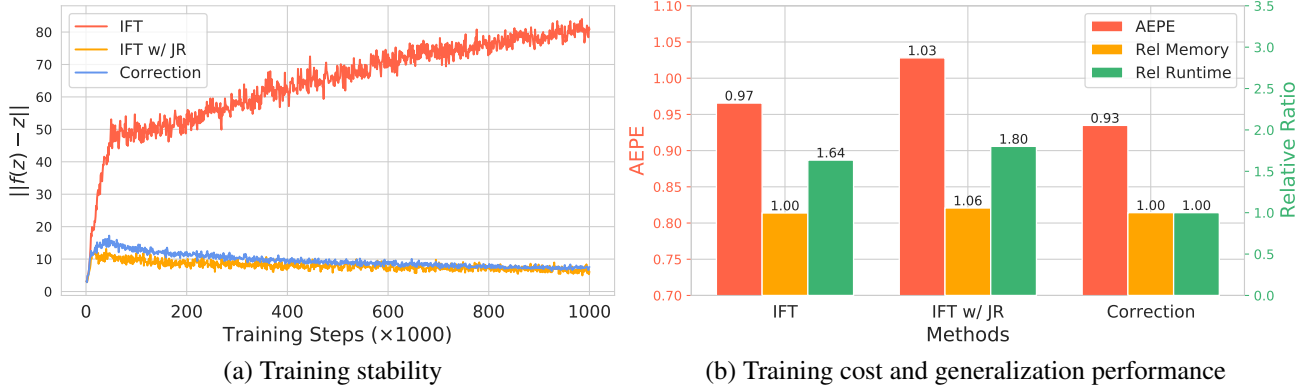 IFT
IFT w/ JR
Correction
||f(z) − z||
80
70
60
50
40
30
20
10
0
0 200 400 600 800 1000
Training Steps (×1000)
(a) Training stability
AEPE
Rel Memory
Rel Runtime
AEPE
1.10
1.05
1.00
0.95
0.90
0.85
0.80
0.75
0.70
0.97 1.00 1.64
1.03 1.06 1.80
0.93 1.00 1.00
3.5
3.0
2.5
2.0
1.5
1.0
0.5
0.0
Relative Ratio
IFT IFT w/ JR Correction
Methods
(b) Training cost and generalization performance